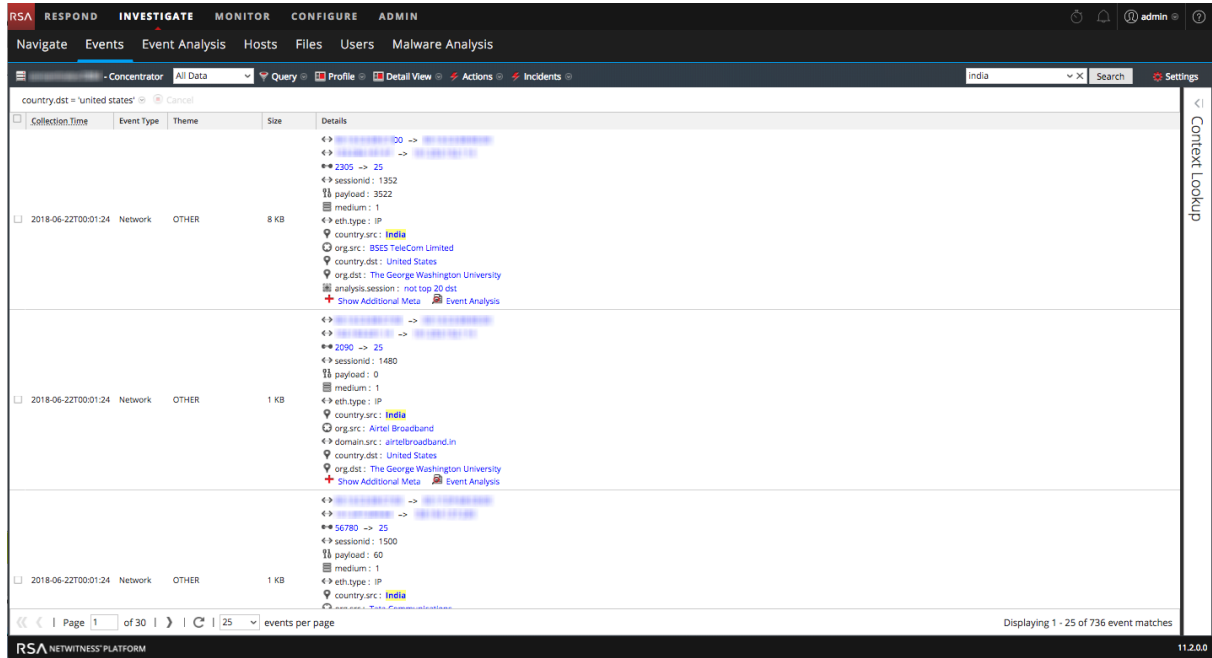 RSA RESPOND INVESTIGATE MONITOR CONFIGURE ADMIN admin
Navigate Events Event Analysis Hosts Files Users Malware Analysis
- Concentrator All Data Query Profile Detail View Actions Incidents india Search Settings
country.dst = 'united states' Cancel
Collection Time Event Type Theme Size Details
Context Lookup
00 ->
->
2305 -> 25
sessionid : 1352
payload : 3522
medium : 1
2018-06-22T00:01:24 Network OTHER 8 KB eth.type : IP
country.src : India
org.src : BSES TeleCom Limited
country.dst : United States
org.dst : The George Washington University
analysis.session : not top 20 dst
Show Additional Meta Event Analysis
->
->
2090 -> 25
sessionid : 1480
payload : 0
medium : 1
2018-06-22T00:01:24 Network OTHER 1 KB eth.type : IP
country.src : India
org.src : Airtel Broadband
domain.src : airtelbroadband.in
country.dst : United States
org.dst : The George Washington University
Show Additional Meta Event Analysis
->
->
56780 -> 25
sessionid : 1500
payload : 60
medium : 1
2018-06-22T00:01:24 Network OTHER 1 KB eth.type : IP
country.src : India
org.src : Tata Communications
Page 1 of 30 25 events per page Displaying 1 - 25 of 736 event matches
RSA NETWITNESS® PLATFORM 11.2.0.0